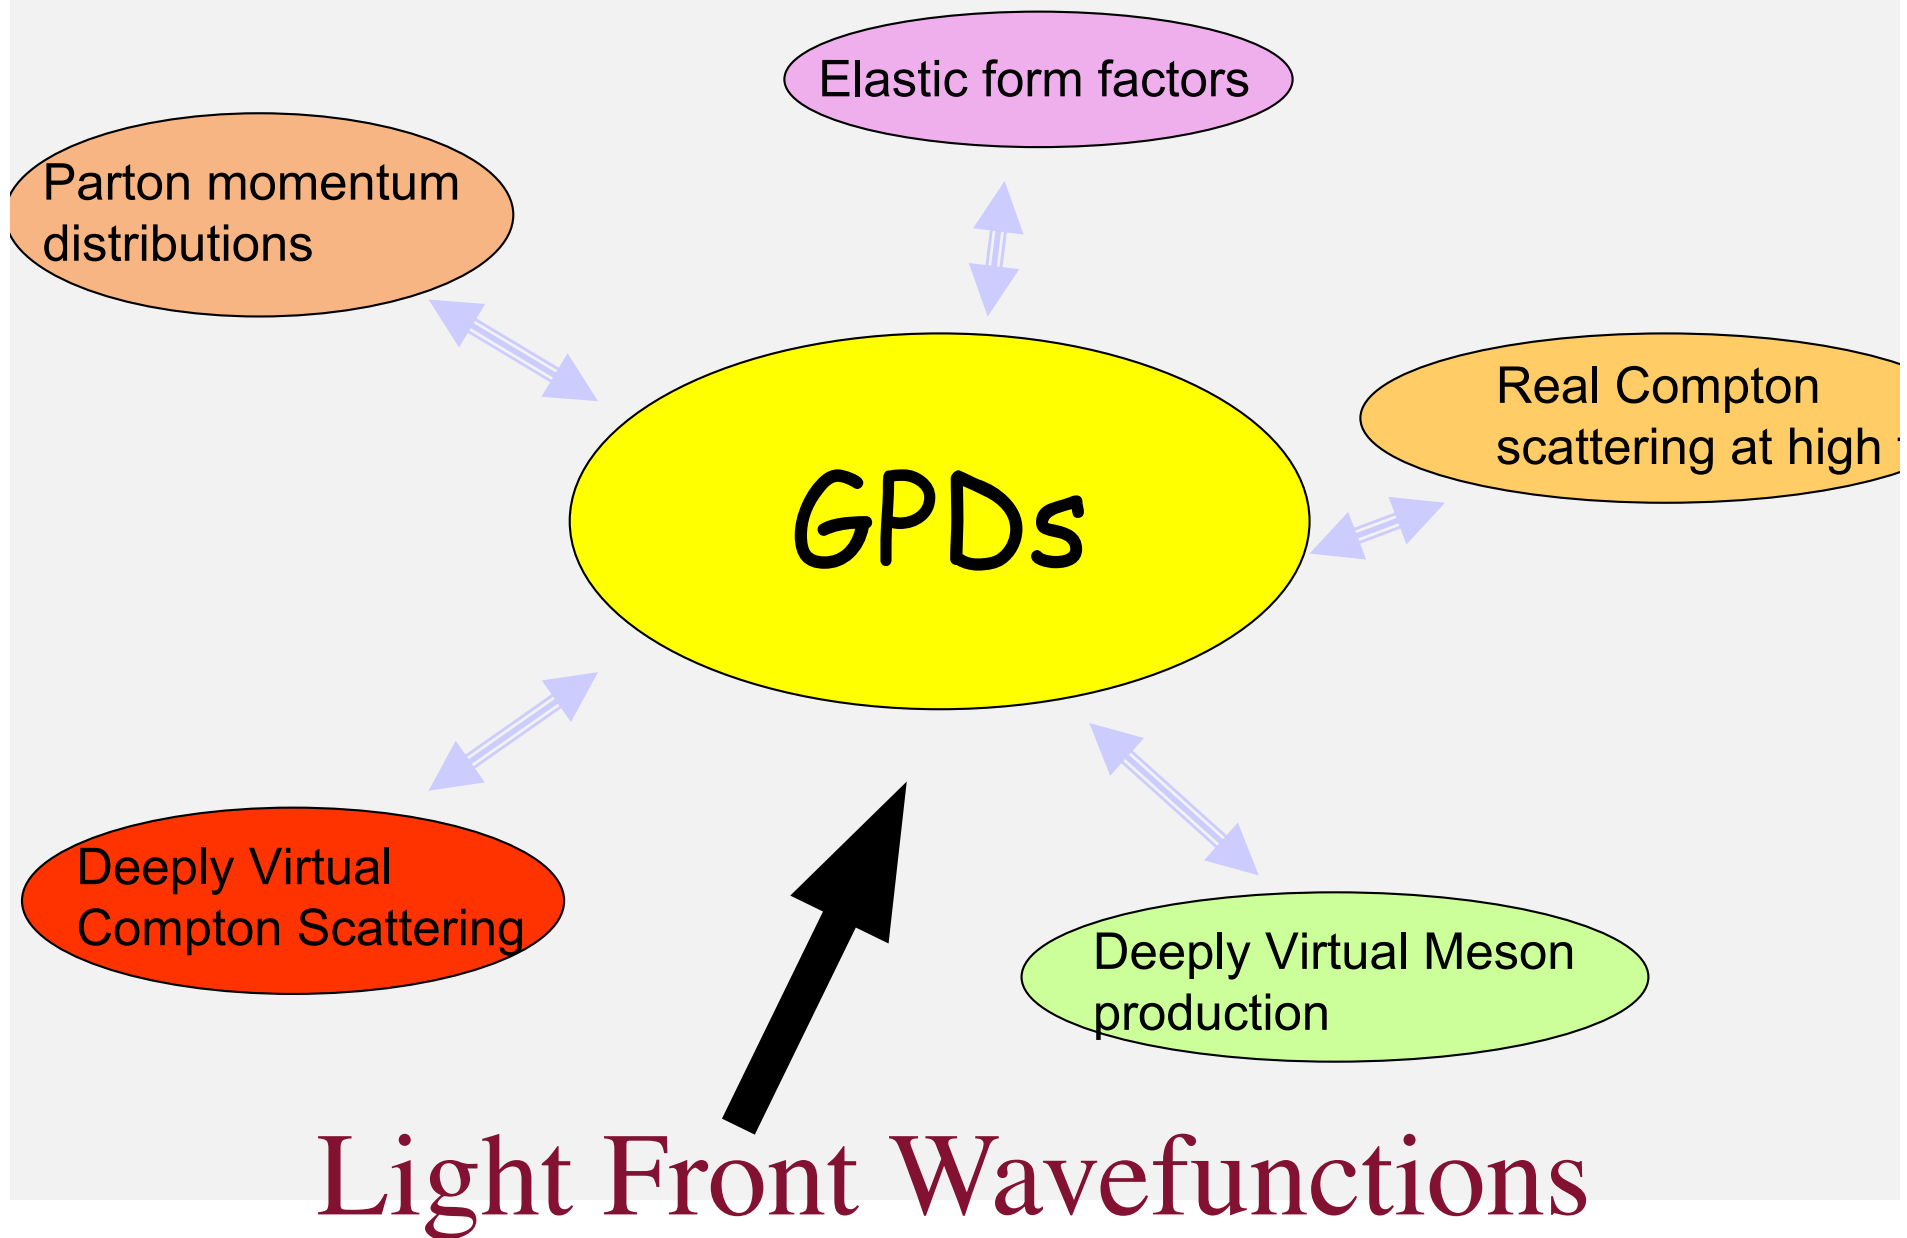 Elastic form factors
Parton momentum
distributions
Real Compton
scattering at high
GPDs
Deeply Virtual
Compton Scattering
Deeply Virtual Meson
production
Light Front Wavefunctions